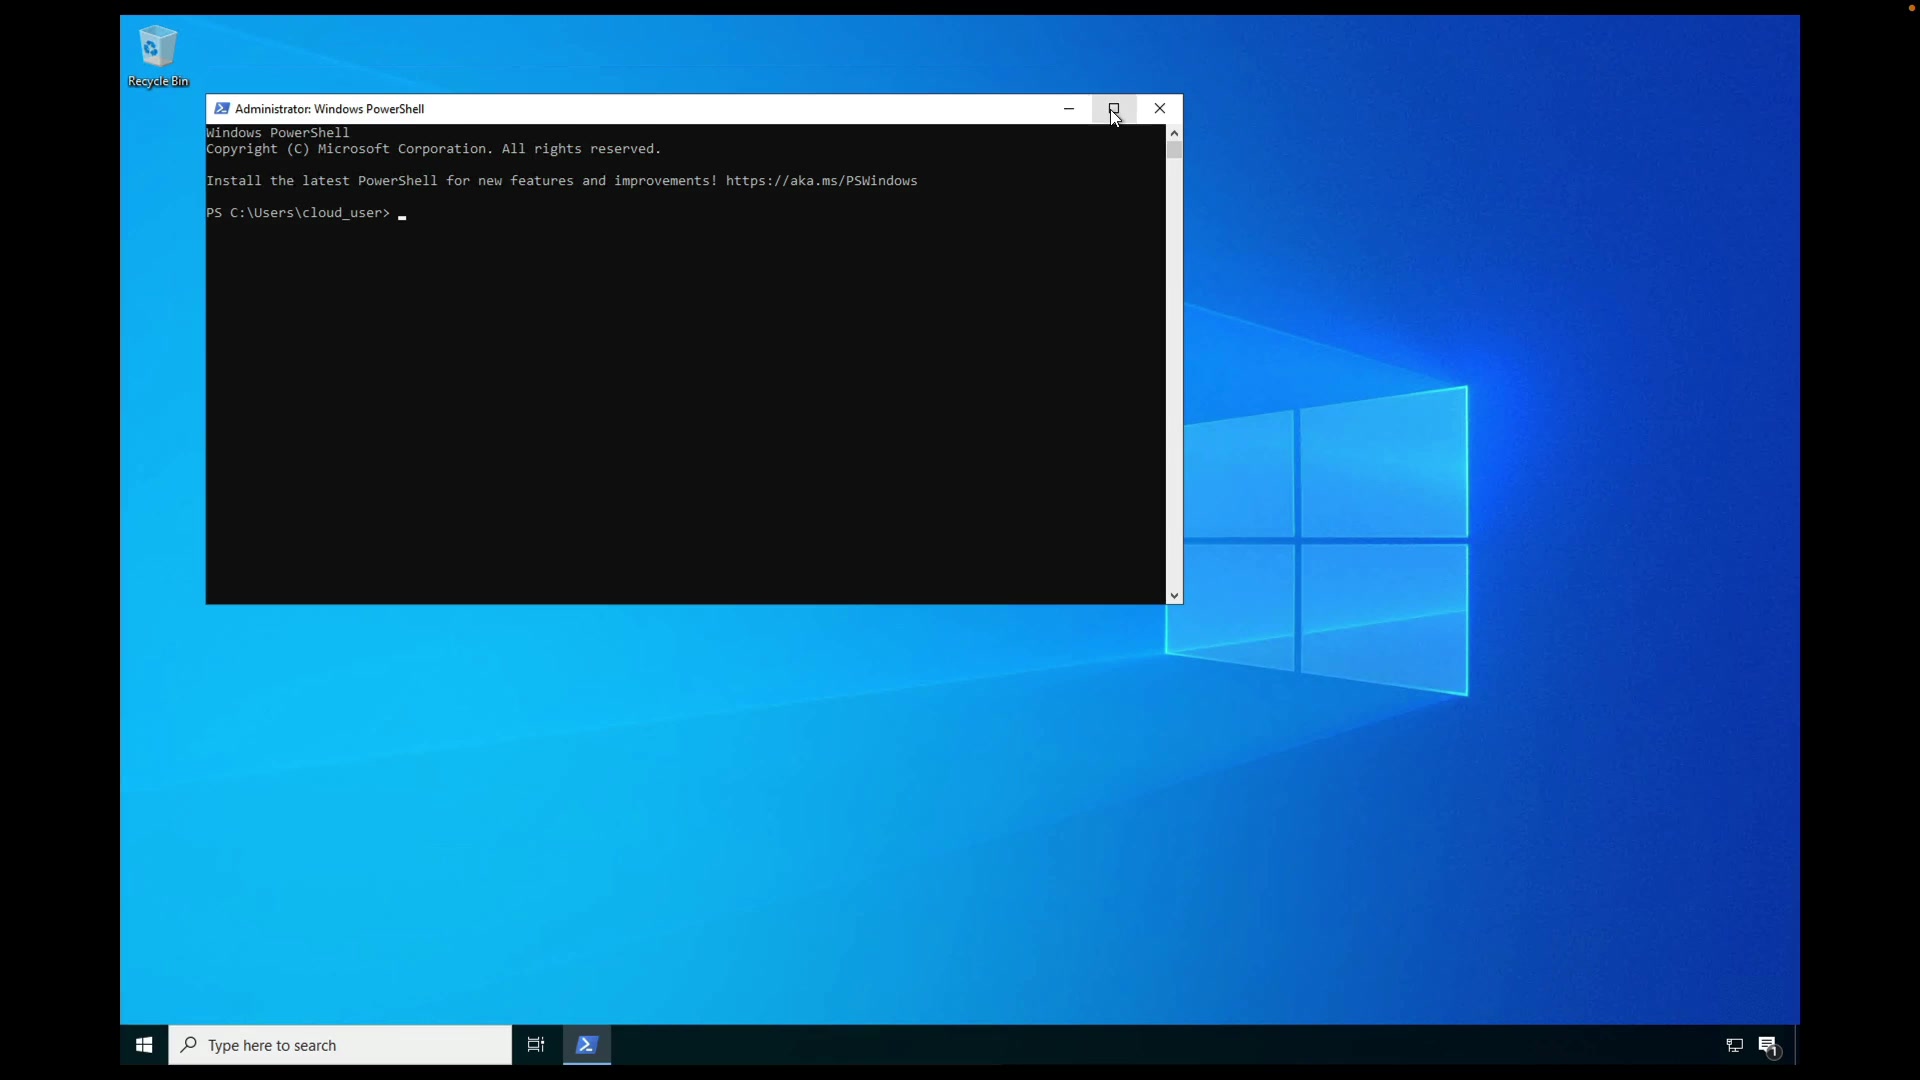 Recycle Bin
Administrator: Windows PowerShell
Windows PowerShell
Copyright (C) Microsoft Corporation. All rights reserved.
Install the latest PowerShell for new features and improvements! https://aka.ms/PSWindows
PS C:\Users\cloud_user>
Type here to search
1